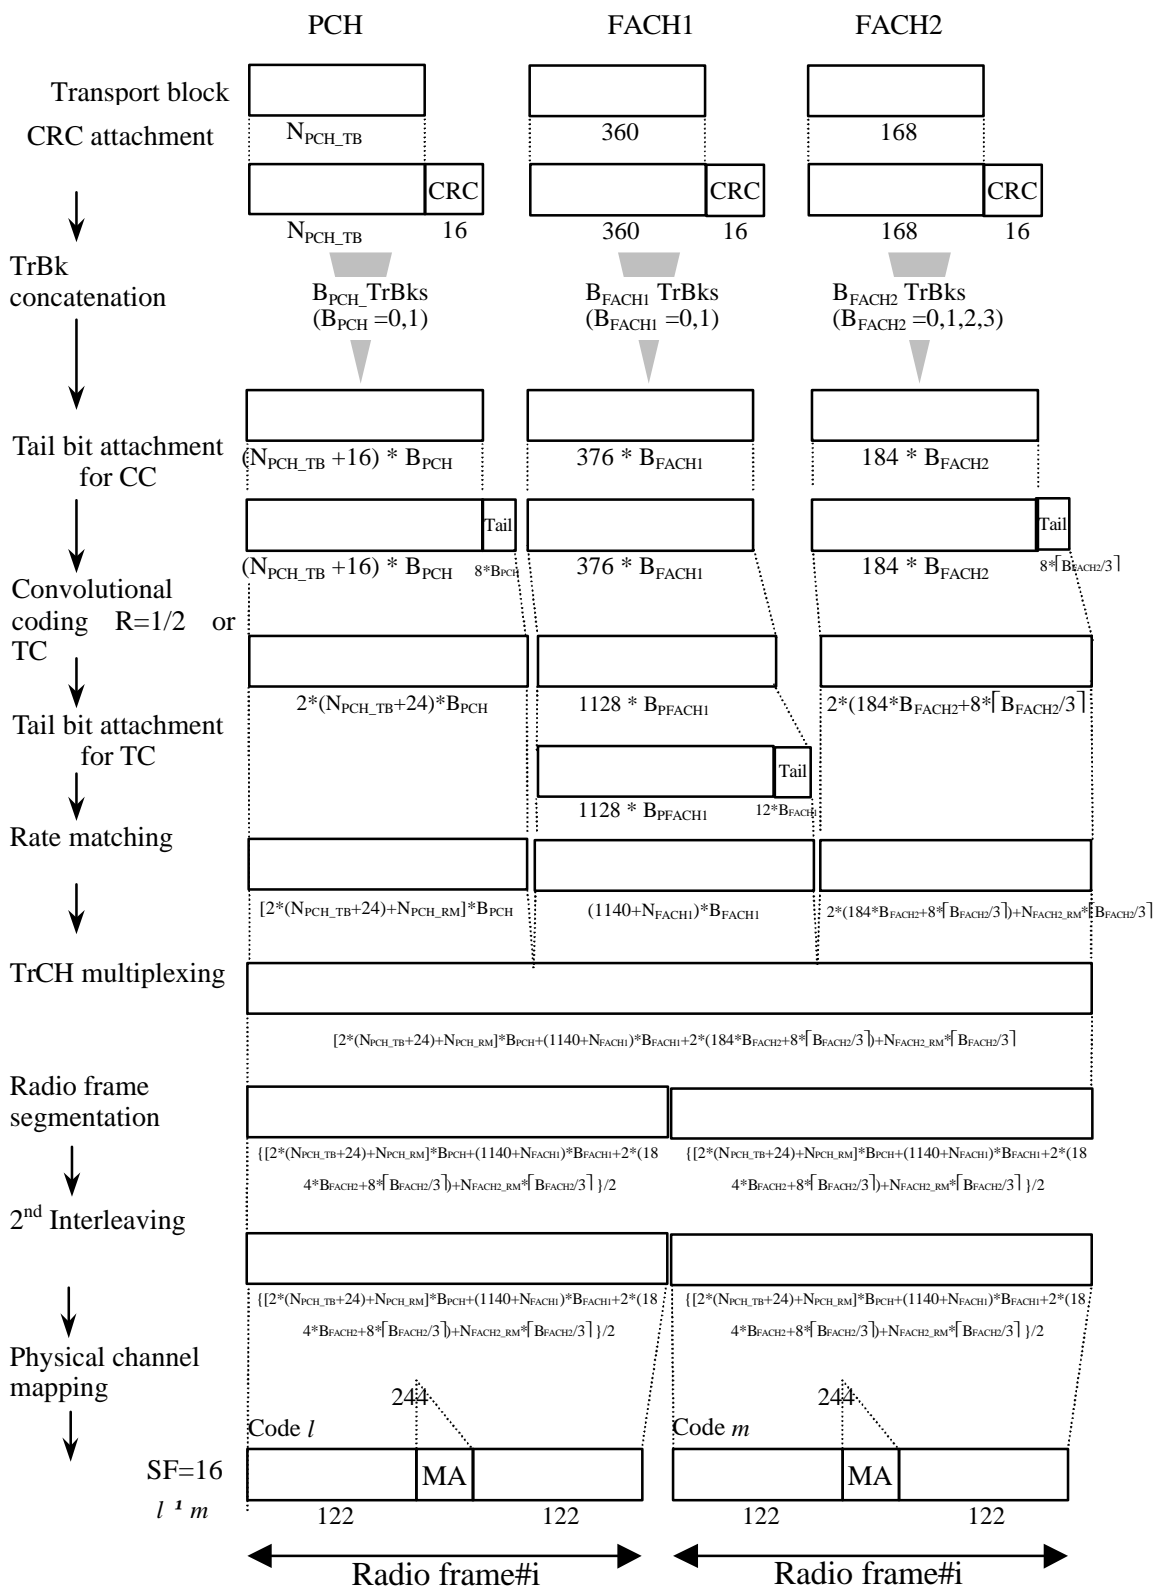 PCH FACH1 FACH2
Transport block
CRC attachment N_PCH_TB 360 168
CRC CRC CRC
N_PCH_TB 16 360 16 168 16
TrBk
concatenation
B_PCH_ TrBks B_FACH1 TrBks B_FACH2 TrBks
(B_PCH =0,1) (B_FACH1 =0,1) (B_FACH2 =0,1,2,3)
Tail bit attachment
for CC
(N_PCH_TB +16) * B_PCH 376 * B_FACH1 184 * B_FACH2
Tail Tail
(N_PCH_TB +16) * B_PCH 8*B_PCH 376 * B_FACH1 184 * B_FACH2 8*⌈B_FACH2/3⌉
Convolutional
coding R=1/2 or
TC
2*(N_PCH_TB+24)*B_PCH 1128 * B_PFACH1 2*(184*B_FACH2+8*⌈B_FACH2/3⌉
Tail bit attachment
for TC
Tail
1128 * B_PFACH1 12*B_FACH1
Rate matching
[2*(N_PCH_TB+24)+N_PCH_RM]*B_PCH (1140+N_FACH1)*B_FACH1 2*(184*B_FACH2+8*⌈B_FACH2/3⌉)+N_FACH2_RM*⌈B_FACH2/3⌉
TrCH multiplexing
[2*(N_PCH_TB+24)+N_PCH_RM]*B_PCH+(1140+N_FACH1)*B_FACH1+2*(184*B_FACH2+8*⌈B_FACH2/3⌉)+N_FACH2_RM*⌈B_FACH2/3⌉
Radio frame
segmentation
{[2*(N_PCH_TB+24)+N_PCH_RM]*B_PCH+(1140+N_FACH1)*B_FACH1+2*(18 {[2*(N_PCH_TB+24)+N_PCH_RM]*B_PCH+(1140+N_FACH1)*B_FACH1+2*(18
4*B_FACH2+8*⌈B_FACH2/3⌉)+N_FACH2_RM*⌈B_FACH2/3⌉ }/2 4*B_FACH2+8*⌈B_FACH2/3⌉)+N_FACH2_RM*⌈B_FACH2/3⌉ }/2
2nd Interleaving
{[2*(N_PCH_TB+24)+N_PCH_RM]*B_PCH+(1140+N_FACH1)*B_FACH1+2*(18 {[2*(N_PCH_TB+24)+N_PCH_RM]*B_PCH+(1140+N_FACH1)*B_FACH1+2*(18
4*B_FACH2+8*⌈B_FACH2/3⌉)+N_FACH2_RM*⌈B_FACH2/3⌉ }/2 4*B_FACH2+8*⌈B_FACH2/3⌉)+N_FACH2_RM*⌈B_FACH2/3⌉ }/2
Physical channel
mapping
244 244
Code l Code m
SF=16 MA MA
l ¹ m 122 122 122 122
Radio frame#i Radio frame#i